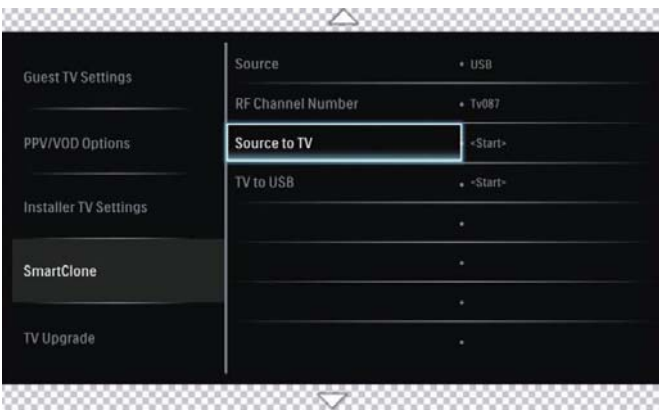 Guest TV Settings
PPV/VOD Options
Installer TV Settings
SmartClone
TV Upgrade
Source • USB
RF Channel Number • Tv087
Source to TV • <Start>
TV to USB • <Start>
•
•
•
•